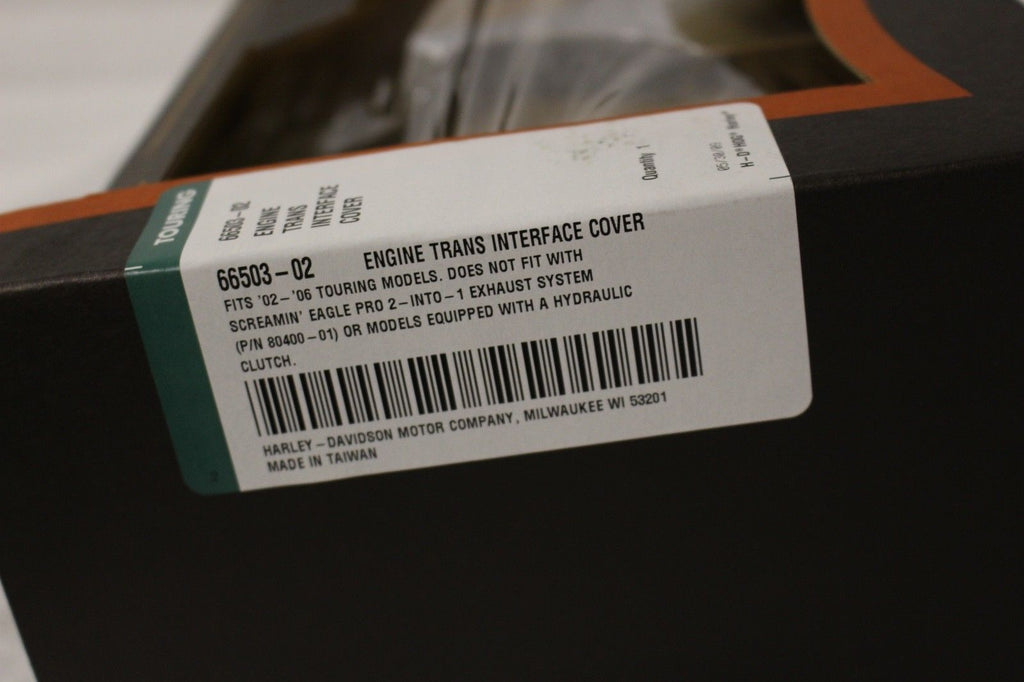 TOURING
66503-02
ENGINE
TRANS
INTERFACE
COVER
Quantity 1
66503-02 ENGINE TRANS INTERFACE COVER
FITS '02-'06 TOURING MODELS. DOES NOT FIT WITH
SCREAMIN' EAGLE PRO 2-INTO-1 EXHAUST SYSTEM
(P/N 80400-01) OR MODELS EQUIPPED WITH A HYDRAULIC
CLUTCH.
HARLEY-DAVIDSON MOTOR COMPANY, MILWAUKEE WI 53201
MADE IN TAIWAN